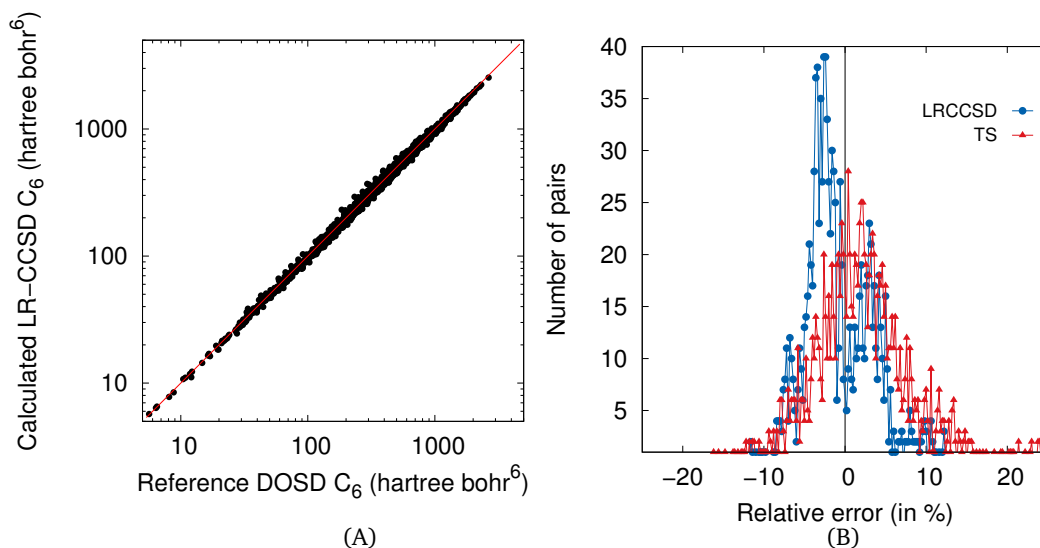 Calculated LR−CCSD C6 (hartree bohr6)
1000
100
10
10
100
1000
Reference DOSD C6 (hartree bohr6)
(A)
Number of pairs
40
35
30
25
20
15
10
5
LRCCSD
TS
−20
−10
0
10
20
Relative error (in %)
(B)